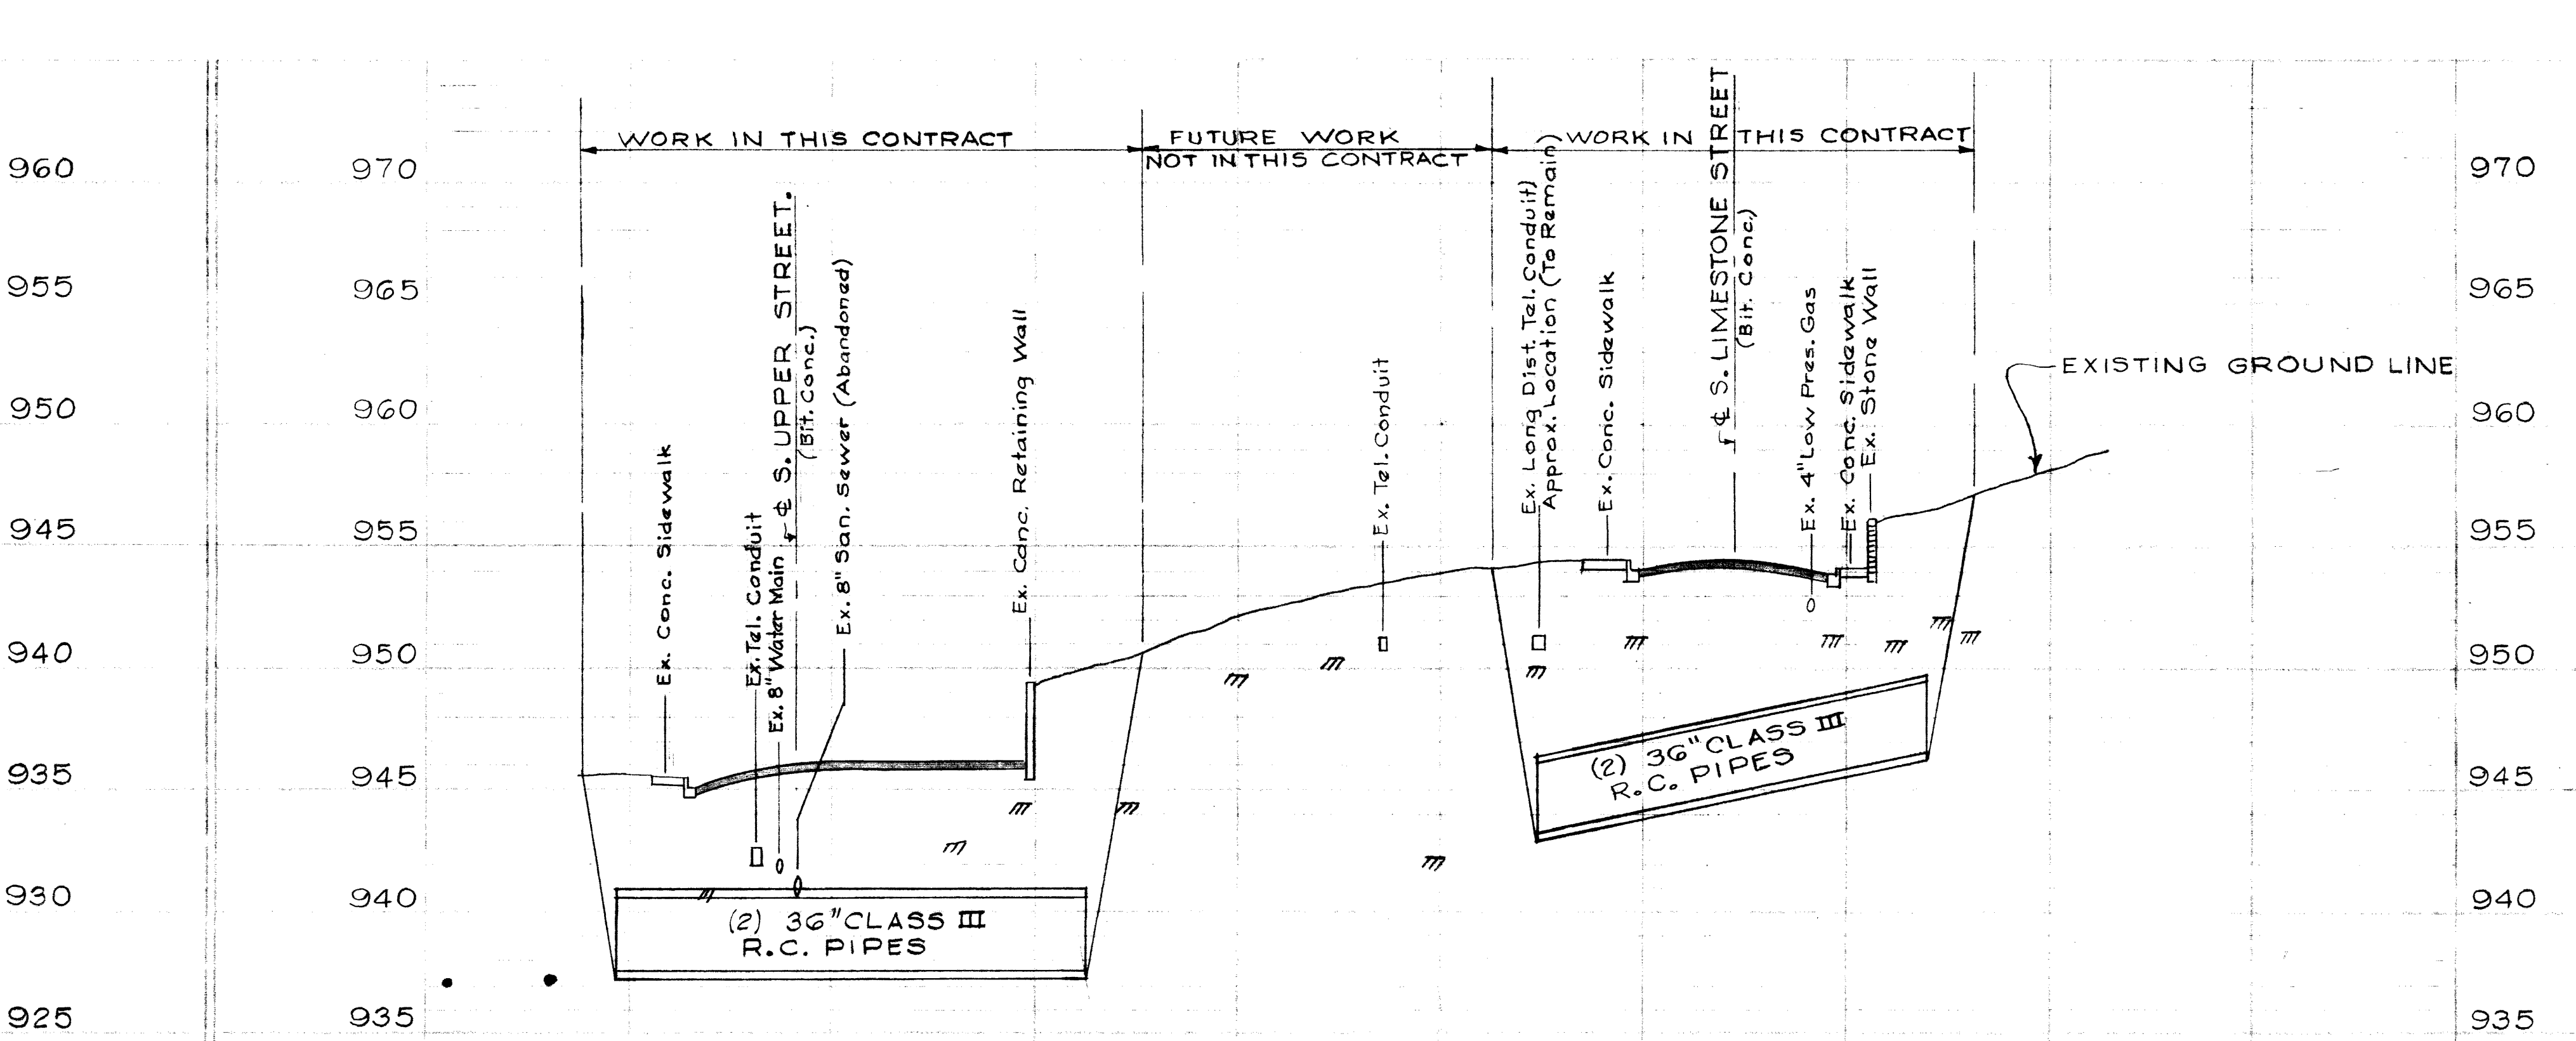 WORK IN THIS CONTRACT
FUTURE WORK
NOT IN THIS CONTRACT
WORK IN THIS CONTRACT
960
970
970
955
965
965
950
960
960
945
955
955
940
950
950
935
945
945
930
940
940
925
935
935
Ex. Conc. Sidewalk
Ex. Tel. Conduit
Ex. 8" Water Main
℄ S. UPPER STREET.
(Bit. Conc.)
Ex. 8" San. Sewer (Abandoned)
Ex. Conc. Retaining Wall
Ex. Tel. Conduit
Ex. Long Dist. Tel. Conduit)
Approx. Location (To Remain)
Ex. Conc. Sidewalk
℄ S. LIMESTONE STREET
(Bit. Conc.)
Ex. 4" Low Pres. Gas
Ex. Conc. Sidewalk
Ex. Stone Wall
EXISTING GROUND LINE
(2) 36" CLASS III
R.C. PIPES
(2) 36" CLASS III
R.C. PIPES